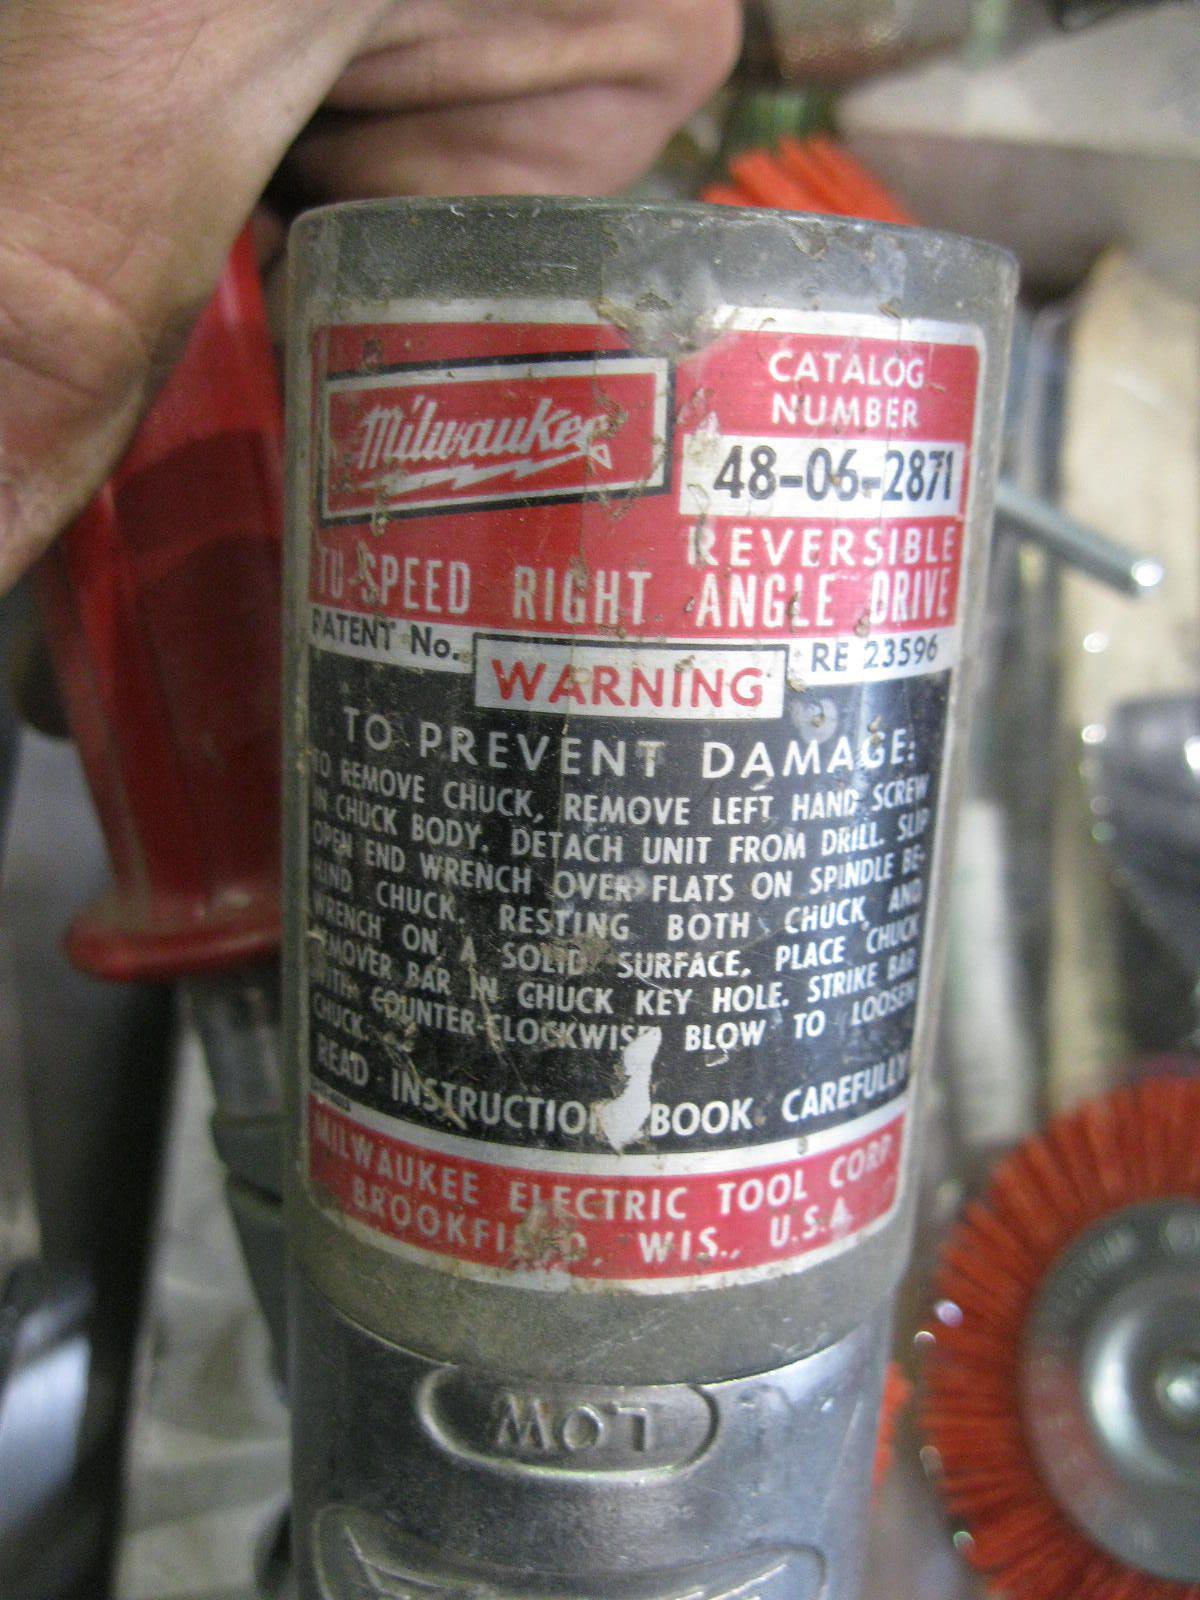 Milwaukee
CATALOG
NUMBER
48-06-2871
REVERSIBLE
TU-SPEED RIGHT ANGLE DRIVE
PATENT No. RE 23596
WARNING
TO PREVENT DAMAGE:
TO REMOVE CHUCK, REMOVE LEFT HAND SCREW
IN CHUCK BODY. DETACH UNIT FROM DRILL. SLIP
OPEN END WRENCH OVER FLATS ON SPINDLE BE-
HIND CHUCK. RESTING BOTH CHUCK AND
WRENCH ON A SOLID SURFACE, PLACE CHUCK
REMOVER BAR IN CHUCK KEY HOLE. STRIKE BAR
WITH COUNTER-CLOCKWISE BLOW TO LOOSEN
CHUCK.
READ INSTRUCTION BOOK CAREFULLY
MILWAUKEE ELECTRIC TOOL CORP.
BROOKFIELD, WIS., U.S.A.
LOW